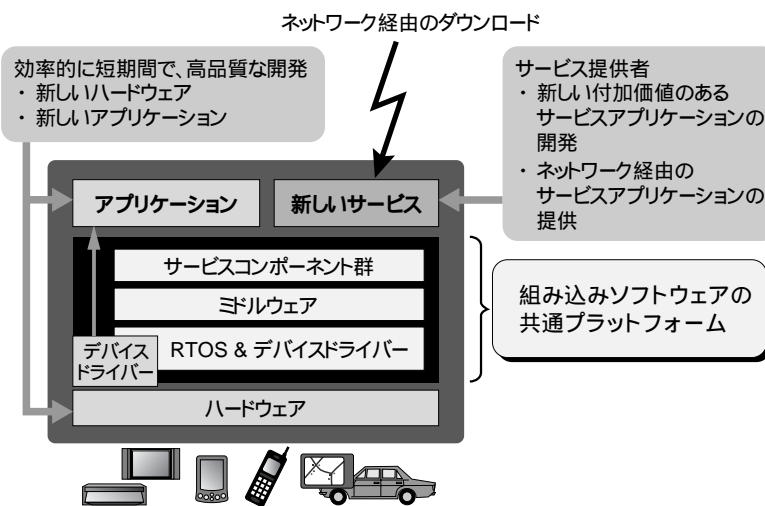 ネットワーク経由のダウンロード
効率的に短期間で、高品質な開発
・ 新しいハードウェア
・ 新しいアプリケーション
サービス提供者
・ 新しい付加価値のある
サービスアプリケーションの
開発
・ ネットワーク経由の
サービスアプリケーションの
提供
アプリケーション
新しいサービス
サービスコンポーネント群
ミドルウェア
RTOS & デバイスドライバー
デバイス
ドライバー
ハードウェア
組み込みソフトウェアの
共通プラットフォーム